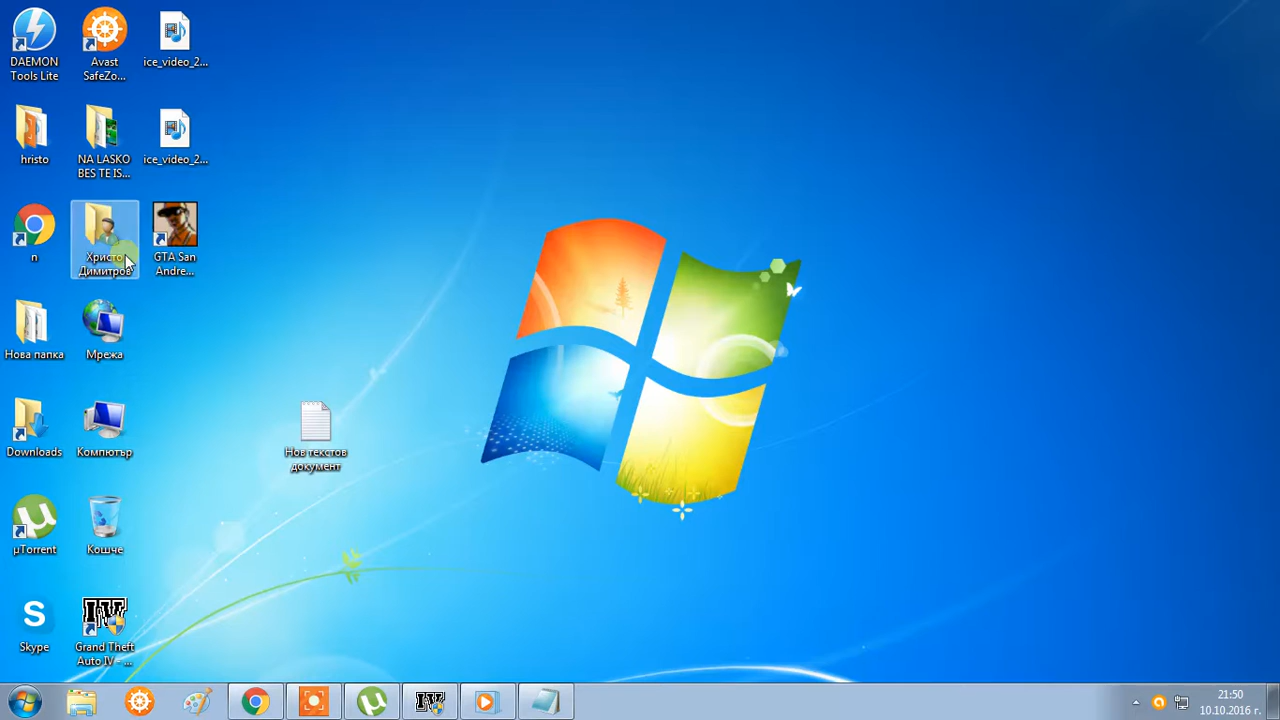 DAEMON
Tools Lite
Avast
SafeZo...
ice_video_2...
hristo
NA LASKO
BES TE IS...
ice_video_2...
n
Христо
Димитров
GTA San
Andre...
Нова папка
Мрежа
Downloads
Компютър
Нов текстов
документ
µTorrent
Кошче
S
Skype
IV
Grand Theft
Auto IV - ...
IV
21:50
10.10.2016 г.